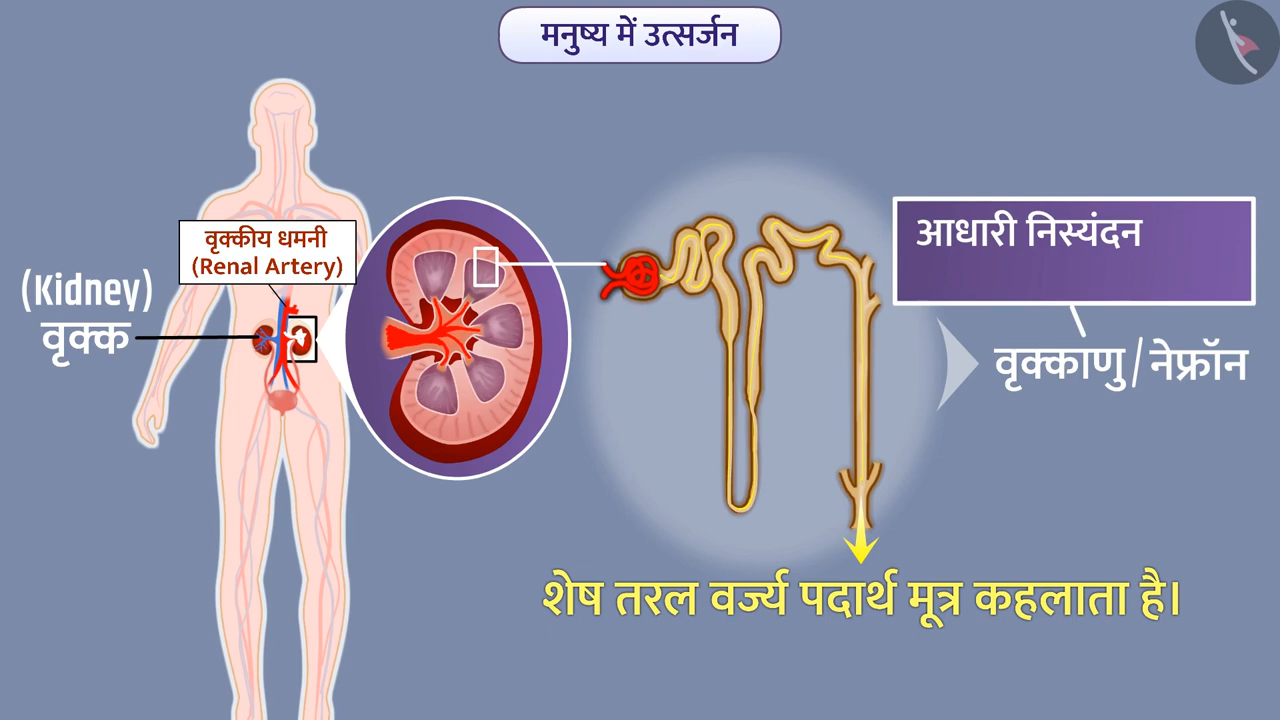 मनुष्य में उत्सर्जन
वृक्कीय धमनी
(Renal Artery)
(Kidney)
वृक्क
आधारी निस्यंदन
वृक्काणु/नेफ्रॉन
शेष तरल वर्ज्य पदार्थ मूत्र कहलाता है।